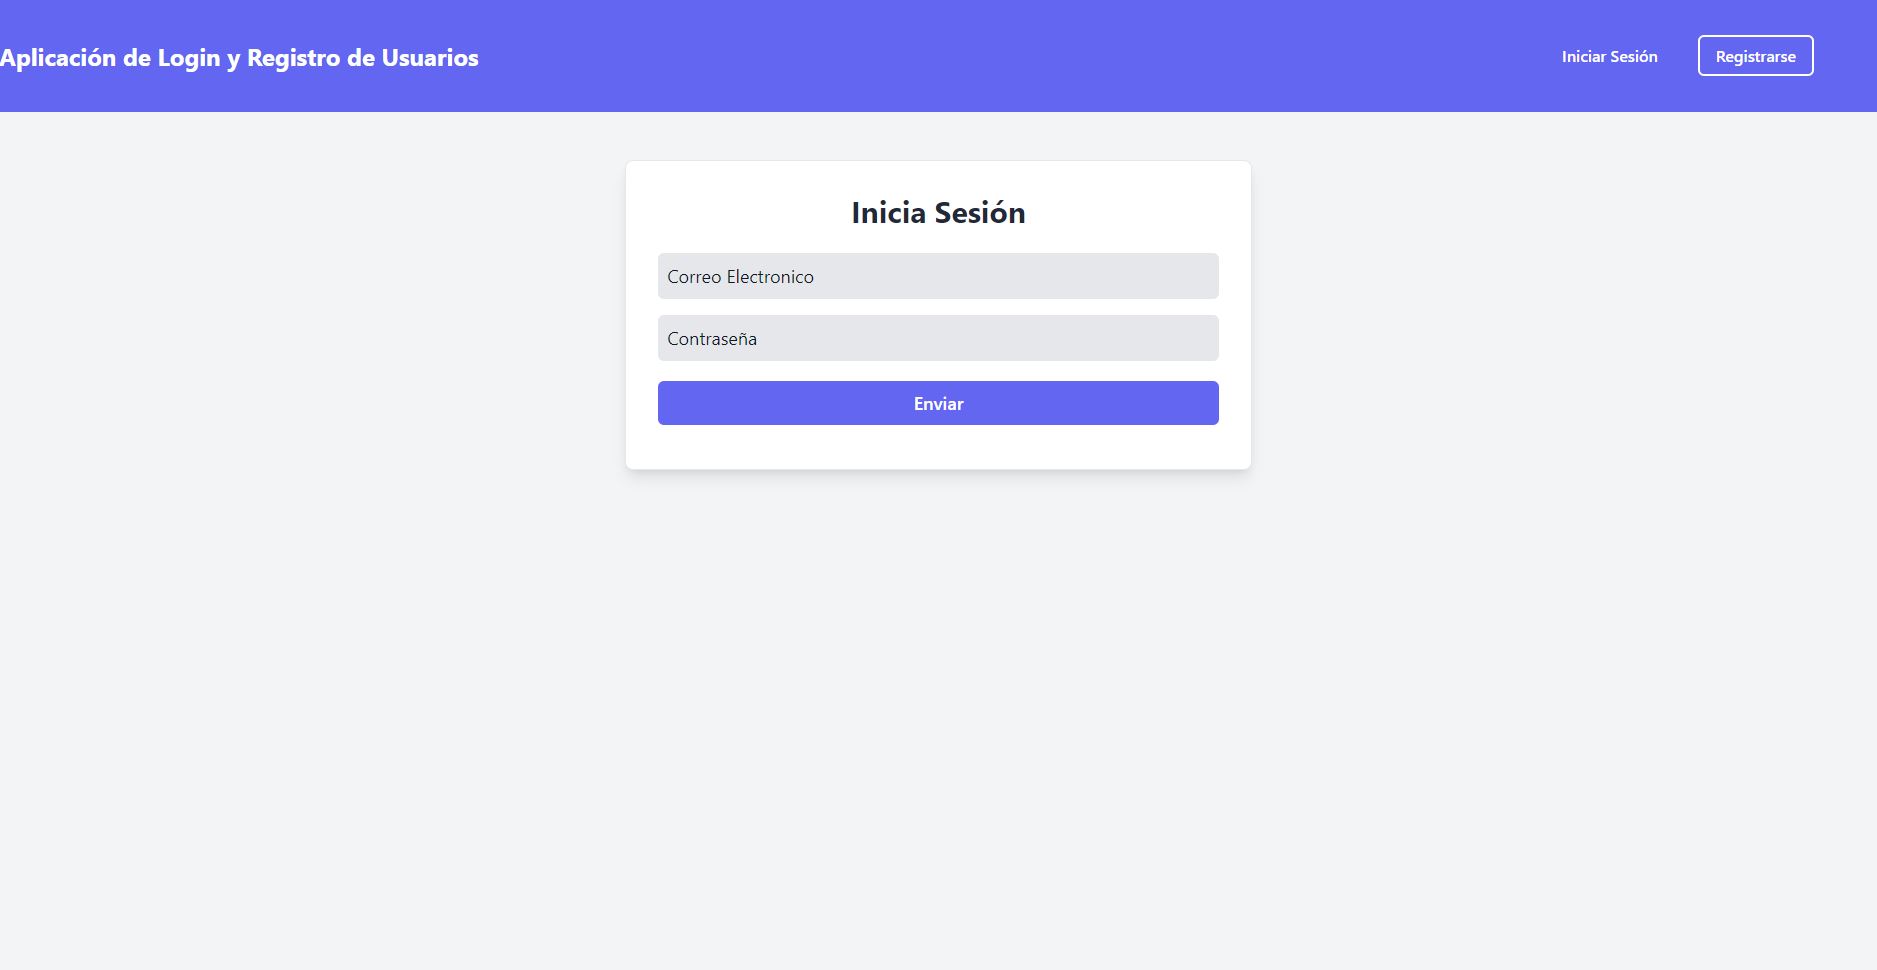 Aplicación de Login y Registro de Usuarios
Iniciar Sesión
Registrarse
Inicia Sesión
Correo Electronico
Contraseña
Enviar